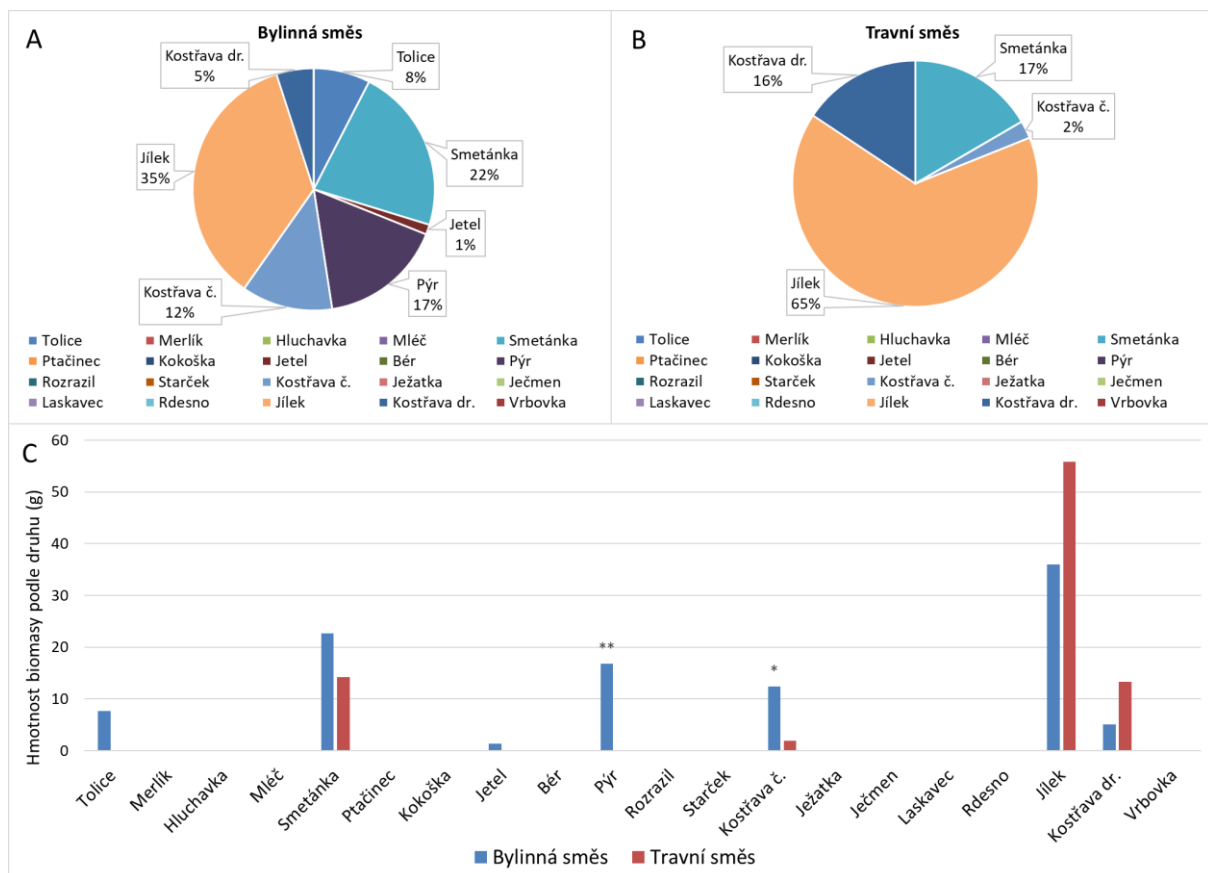 A
Bylinná směs
Kostřava dr.
5%
Tolice
8%
Jílek
35%
Smetánka
22%
Jetel
1%
Kostřava č.
12%
Pýr
17%
Tolice Merlík Hluchavka Mléč Smetánka
Ptačinec Kokoška Jetel Bér Pýr
Rozrazil Starček Kostřava č. Ježatka Ječmen
Laskavec Rdesno Jílek Kostřava dr. Vrbovka
B
Travní směs
Kostřava dr.
16%
Smetánka
17%
Kostřava č.
2%
Jílek
65%
Tolice Merlík Hluchavka Mléč Smetánka
Ptačinec Kokoška Jetel Bér Pýr
Rozrazil Starček Kostřava č. Ježatka Ječmen
Laskavec Rdesno Jílek Kostřava dr. Vrbovka
C
Hmotnost biomasy podle druhu (g)
60
50
40
30
20
10
0
**
*
Tolice
Merlík
Hluchavka
Mléč
Smetánka
Ptačinec
Kokoška
Jetel
Bér
Pýr
Rozrazil
Starček
Kostřava č.
Ježatka
Ječmen
Laskavec
Rdesno
Jílek
Kostřava dr.
Vrbovka
Bylinná směs Travní směs